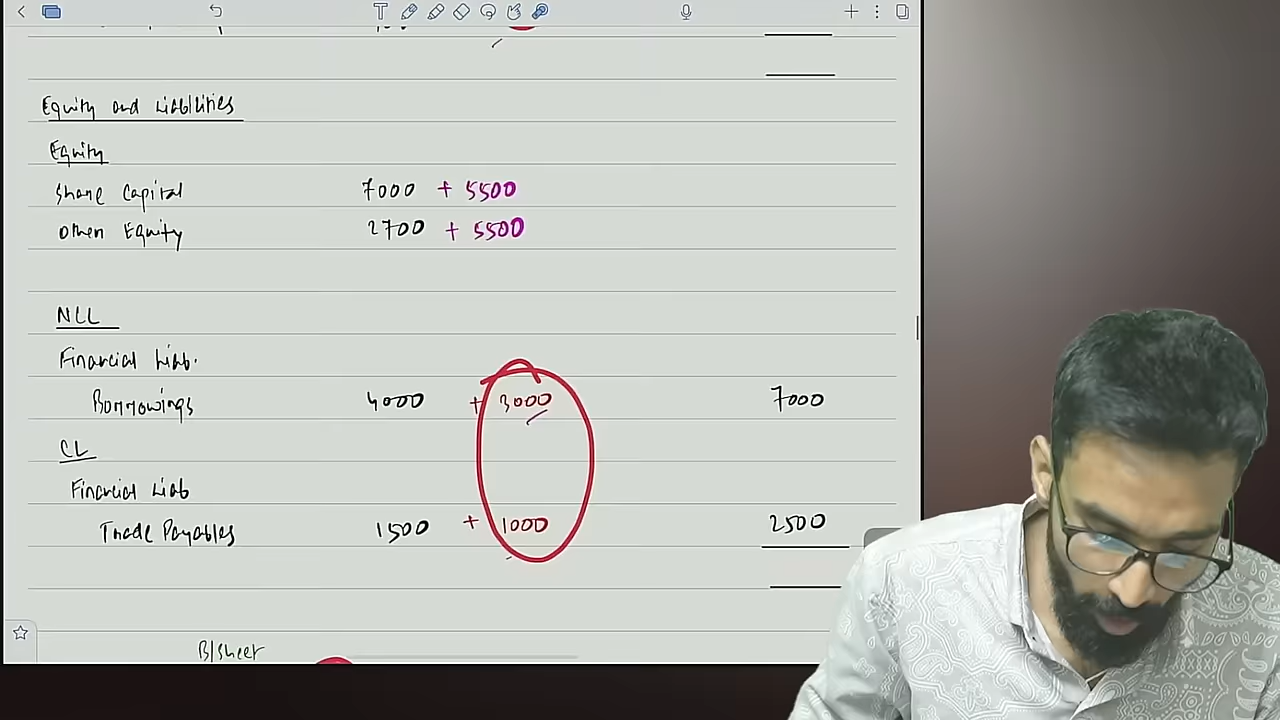 Equity and Liabilities
Equity
Share Capital 7000 + 5500
Other Equity 2700 + 5500
NCL
Financial Liab.
Borrowings 4000 + 3000 7000
CL
Financial Liab
Trade Payables 1500 + 1000 2500
B/Sheet